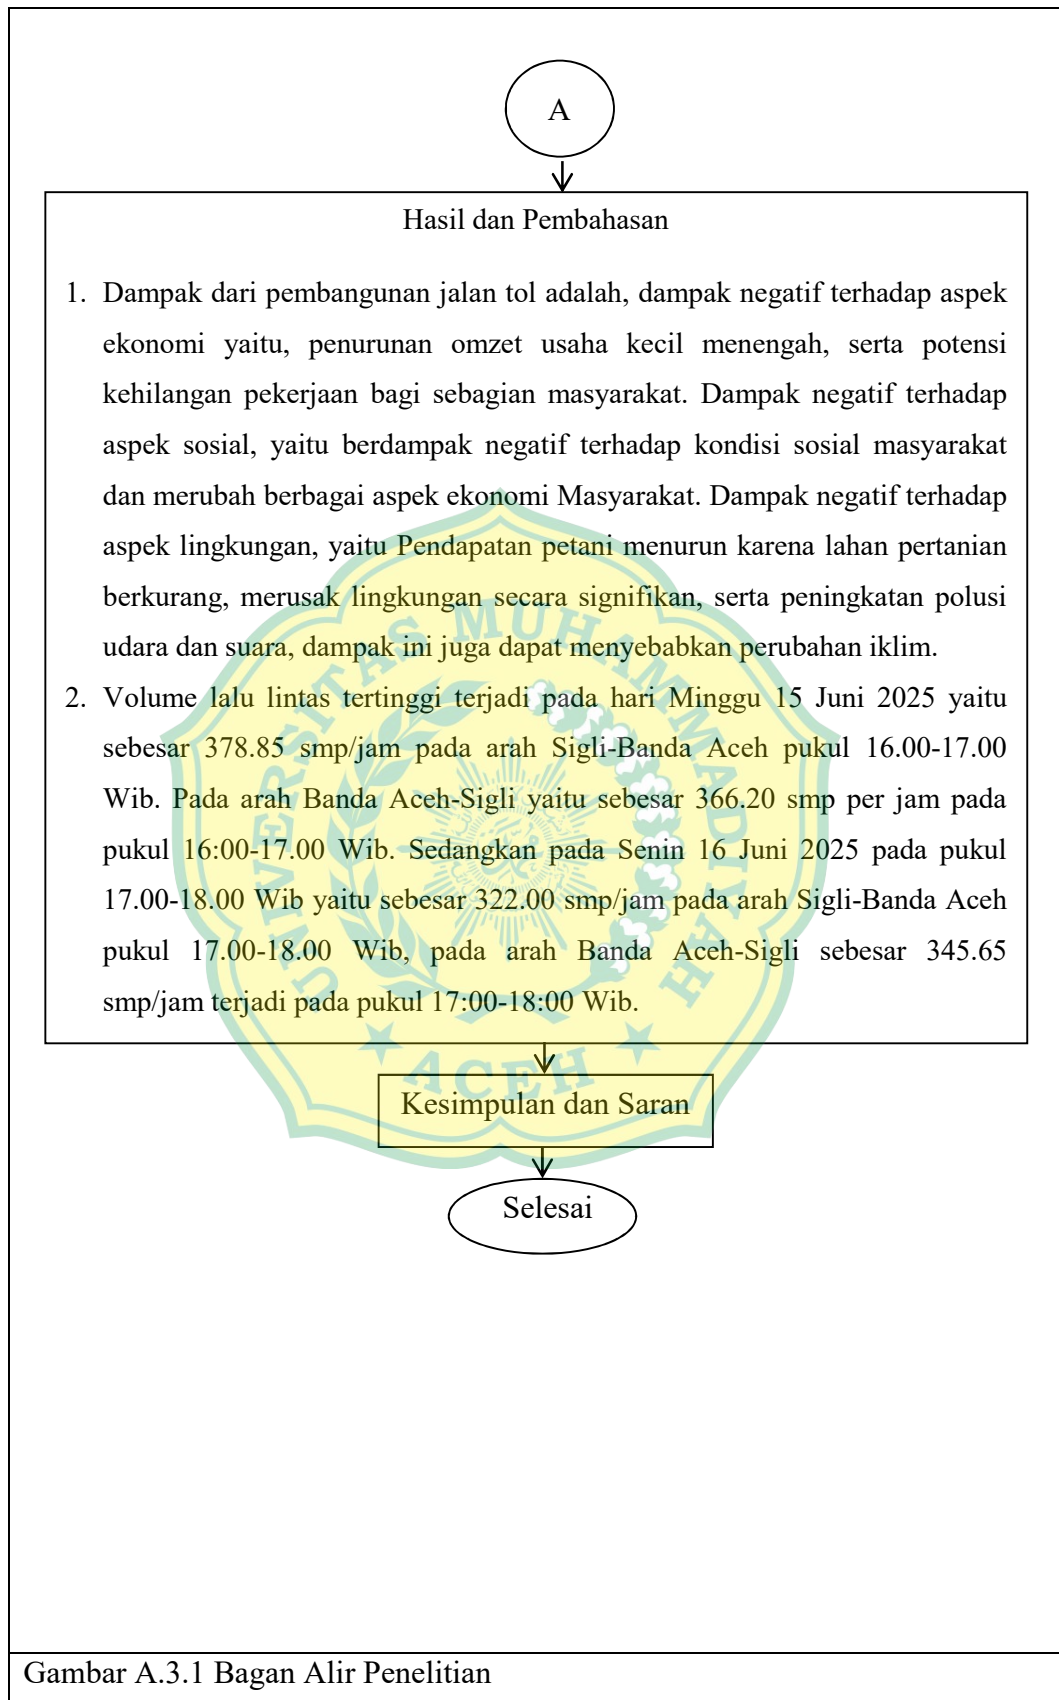 A
Hasil dan Pembahasan
1. Dampak dari pembangunan jalan tol adalah, dampak negatif terhadap aspek
ekonomi yaitu, penurunan omzet usaha kecil menengah, serta potensi
kehilangan pekerjaan bagi sebagian masyarakat. Dampak negatif terhadap
aspek sosial, yaitu berdampak negatif terhadap kondisi sosial masyarakat
dan merubah berbagai aspek ekonomi Masyarakat. Dampak negatif terhadap
aspek lingkungan, yaitu Pendapatan petani menurun karena lahan pertanian
berkurang, merusak lingkungan secara signifikan, serta peningkatan polusi
udara dan suara, dampak ini juga dapat menyebabkan perubahan iklim.
2. Volume lalu lintas tertinggi terjadi pada hari Minggu 15 Juni 2025 yaitu
sebesar 378.85 smp/jam pada arah Sigli-Banda Aceh pukul 16.00-17.00
Wib. Pada arah Banda Aceh-Sigli yaitu sebesar 366.20 smp per jam pada
pukul 16:00-17.00 Wib. Sedangkan pada Senin 16 Juni 2025 pada pukul
17.00-18.00 Wib yaitu sebesar 322.00 smp/jam pada arah Sigli-Banda Aceh
pukul 17.00-18.00 Wib, pada arah Banda Aceh-Sigli sebesar 345.65
smp/jam terjadi pada pukul 17:00-18:00 Wib.
UNIVERSITAS MUHAMMADIYAH
ACEH
Kesimpulan dan Saran
Selesai
Gambar A.3.1 Bagan Alir Penelitian